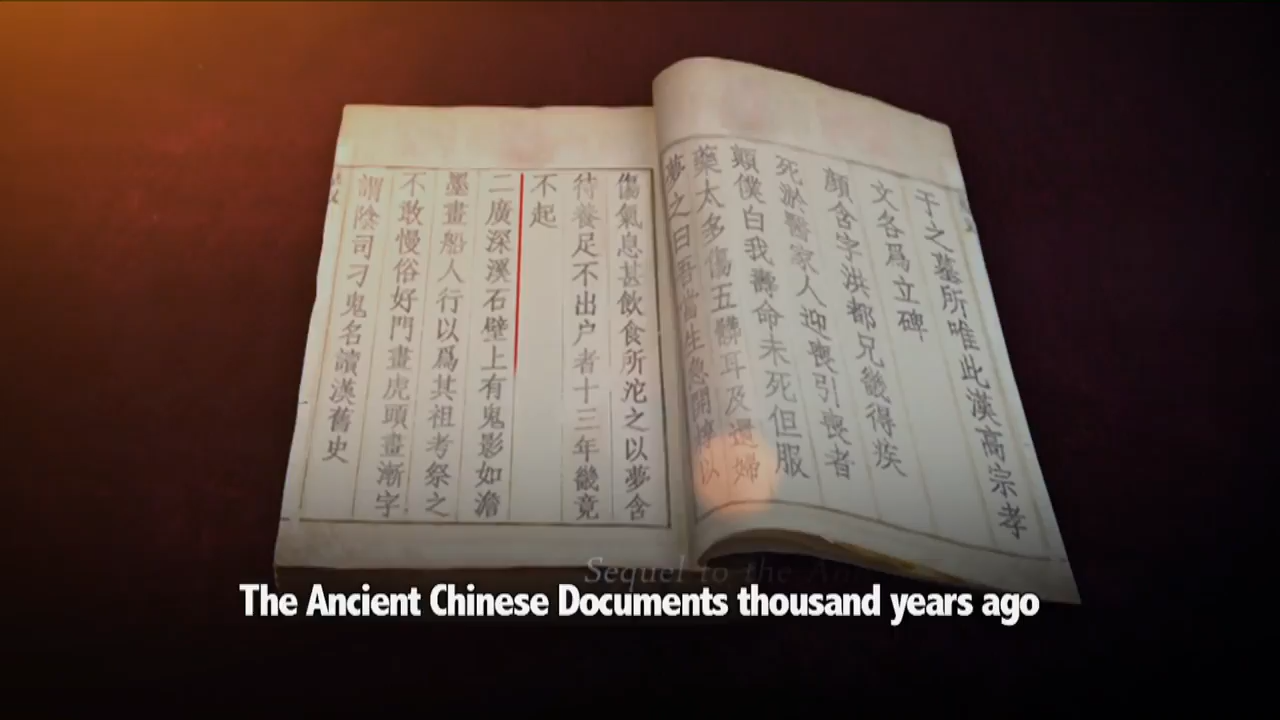 于之墓所唯此漢高宗孝
文各爲立碑
顏含字洪都兄畿得疾
死淤醫家人迎喪引喪者
顛僕白我壽命未死但服
藥太多傷五髒耳及還婦
夢之曰吾當生急開以
傷氣息甚飲食所沱之以夢含
待養足不出户者十三年畿竟
不起
二廣深溪石壁上有鬼影如澹
墨畫船人行以爲其祖考祭之
不敢慢俗好門畫虎頭畫漸字
謂陰司刁鬼名讀漢舊史
Sequel to the
The Ancient Chinese Documents thousand years ago